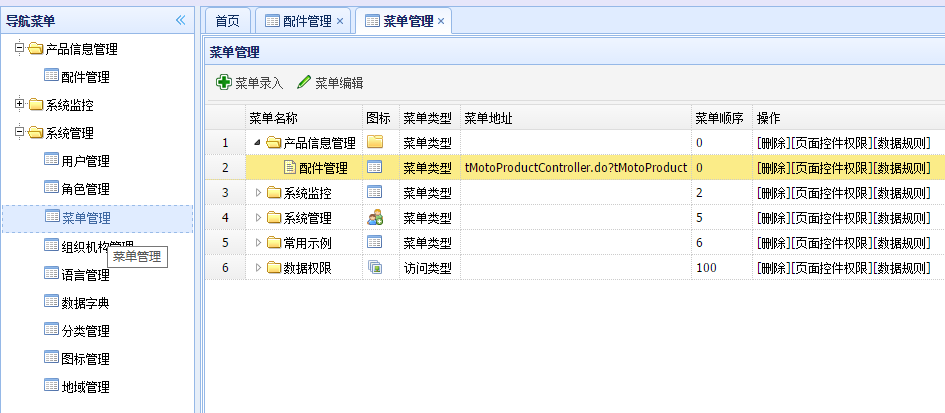 导航菜单
产品信息管理
配件管理
系统监控
系统管理
用户管理
角色管理
菜单管理
组织机构管理
菜单管理
语言管理
数据字典
分类管理
图标管理
地域管理
首页 配件管理 菜单管理
菜单管理
菜单录入 菜单编辑
菜单名称 图标 菜单类型 菜单地址 菜单顺序 操作
1 产品信息管理 菜单类型 0 [删除][页面控件权限][数据规则]
2 配件管理 菜单类型 tMotoProductController.do?tMotoProduct 0 [删除][页面控件权限][数据规则]
3 系统监控 菜单类型 2 [删除][页面控件权限][数据规则]
4 系统管理 菜单类型 5 [删除][页面控件权限][数据规则]
5 常用示例 菜单类型 6 [删除][页面控件权限][数据规则]
6 数据权限 访问类型 100 [删除][页面控件权限][数据规则]